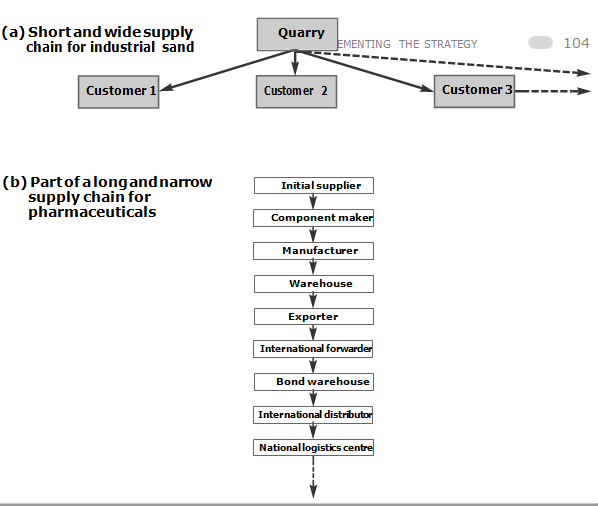 (a) Short and wide supply
chain for industrial sand
Quarry
EMENTING THE STRATEGY
104
Customer 1
Customer 2
Customer 3
(b) Part of a long and narrow
supply chain for
pharmaceuticals
Initial supplier
Component maker
Manufacturer
Warehouse
Exporter
International forwarder
Bond warehouse
International distributor
National logistics centre